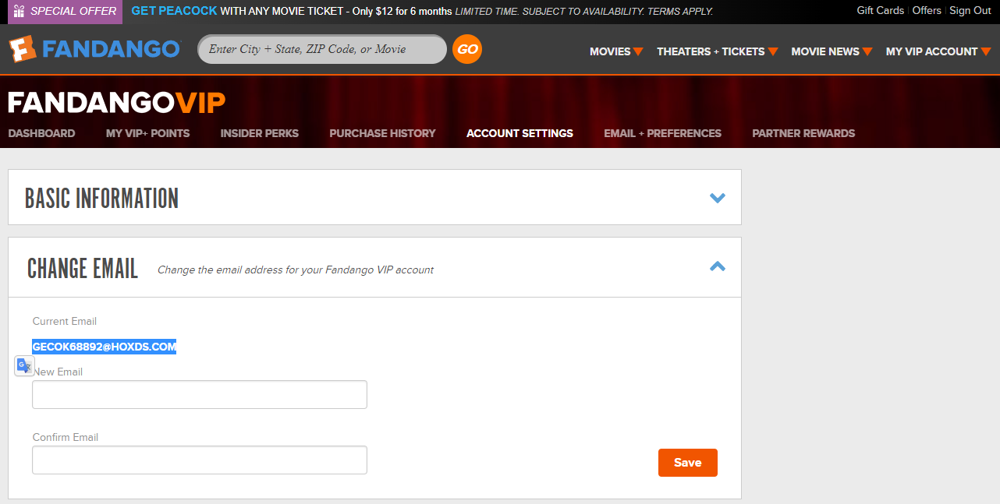 SPECIAL OFFER GET PEACOCK WITH ANY MOVIE TICKET - Only $12 for 6 months LIMITED TIME. SUBJECT TO AVAILABILITY. TERMS APPLY. Gift Cards Offers Sign Out
FANDANGO Enter City + State, ZIP Code, or Movie GO MOVIES THEATERS + TICKETS MOVIE NEWS MY VIP ACCOUNT
FANDANGOVIP
DASHBOARD MY VIP+ POINTS INSIDER PERKS PURCHASE HISTORY ACCOUNT SETTINGS EMAIL + PREFERENCES PARTNER REWARDS
BASIC INFORMATION
CHANGE EMAIL Change the email address for your Fandango VIP account
Current Email
GECOK68892@HOXDS.COM
New Email
Confirm Email
Save